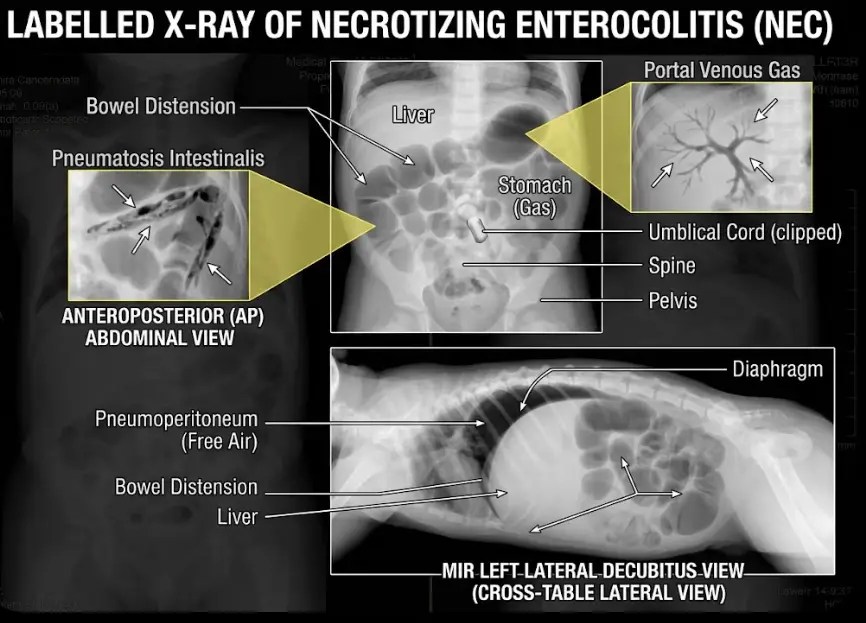 LABELLED X-RAY OF NECROTIZING ENTEROCOLITIS (NEC)
Portal Venous Gas
Bowel Distension
Liver
Pneumatosis Intestinalis
Stomach
(Gas)
Umblical Cord (clipped)
Spine
Pelvis
ANTEROPOSTERIOR (AP)
ABDOMINAL VIEW
Diaphragm
Pneumoperitoneum
(Free Air)
Bowel Distension
Liver
MIR LEFT LATERAL DECUBITUS VIEW
(CROSS-TABLE LATERAL VIEW)